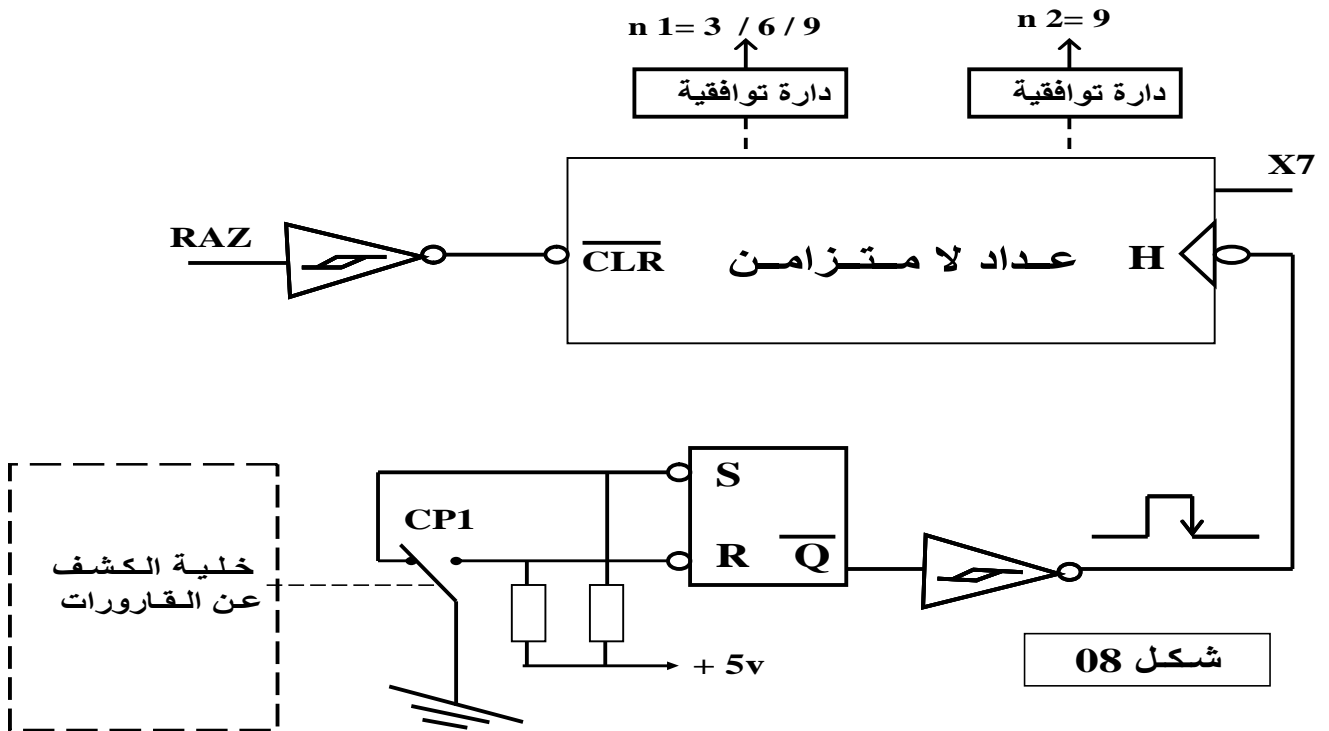 n 1= 3 / 6 / 9
n 2= 9
دارة توافقية
دارة توافقية
X7
RAZ
CLR
عداد لا متزامن
H
S
CP1
R
Q
خلية الكشف
عن القارورات
+ 5v
شكل 08